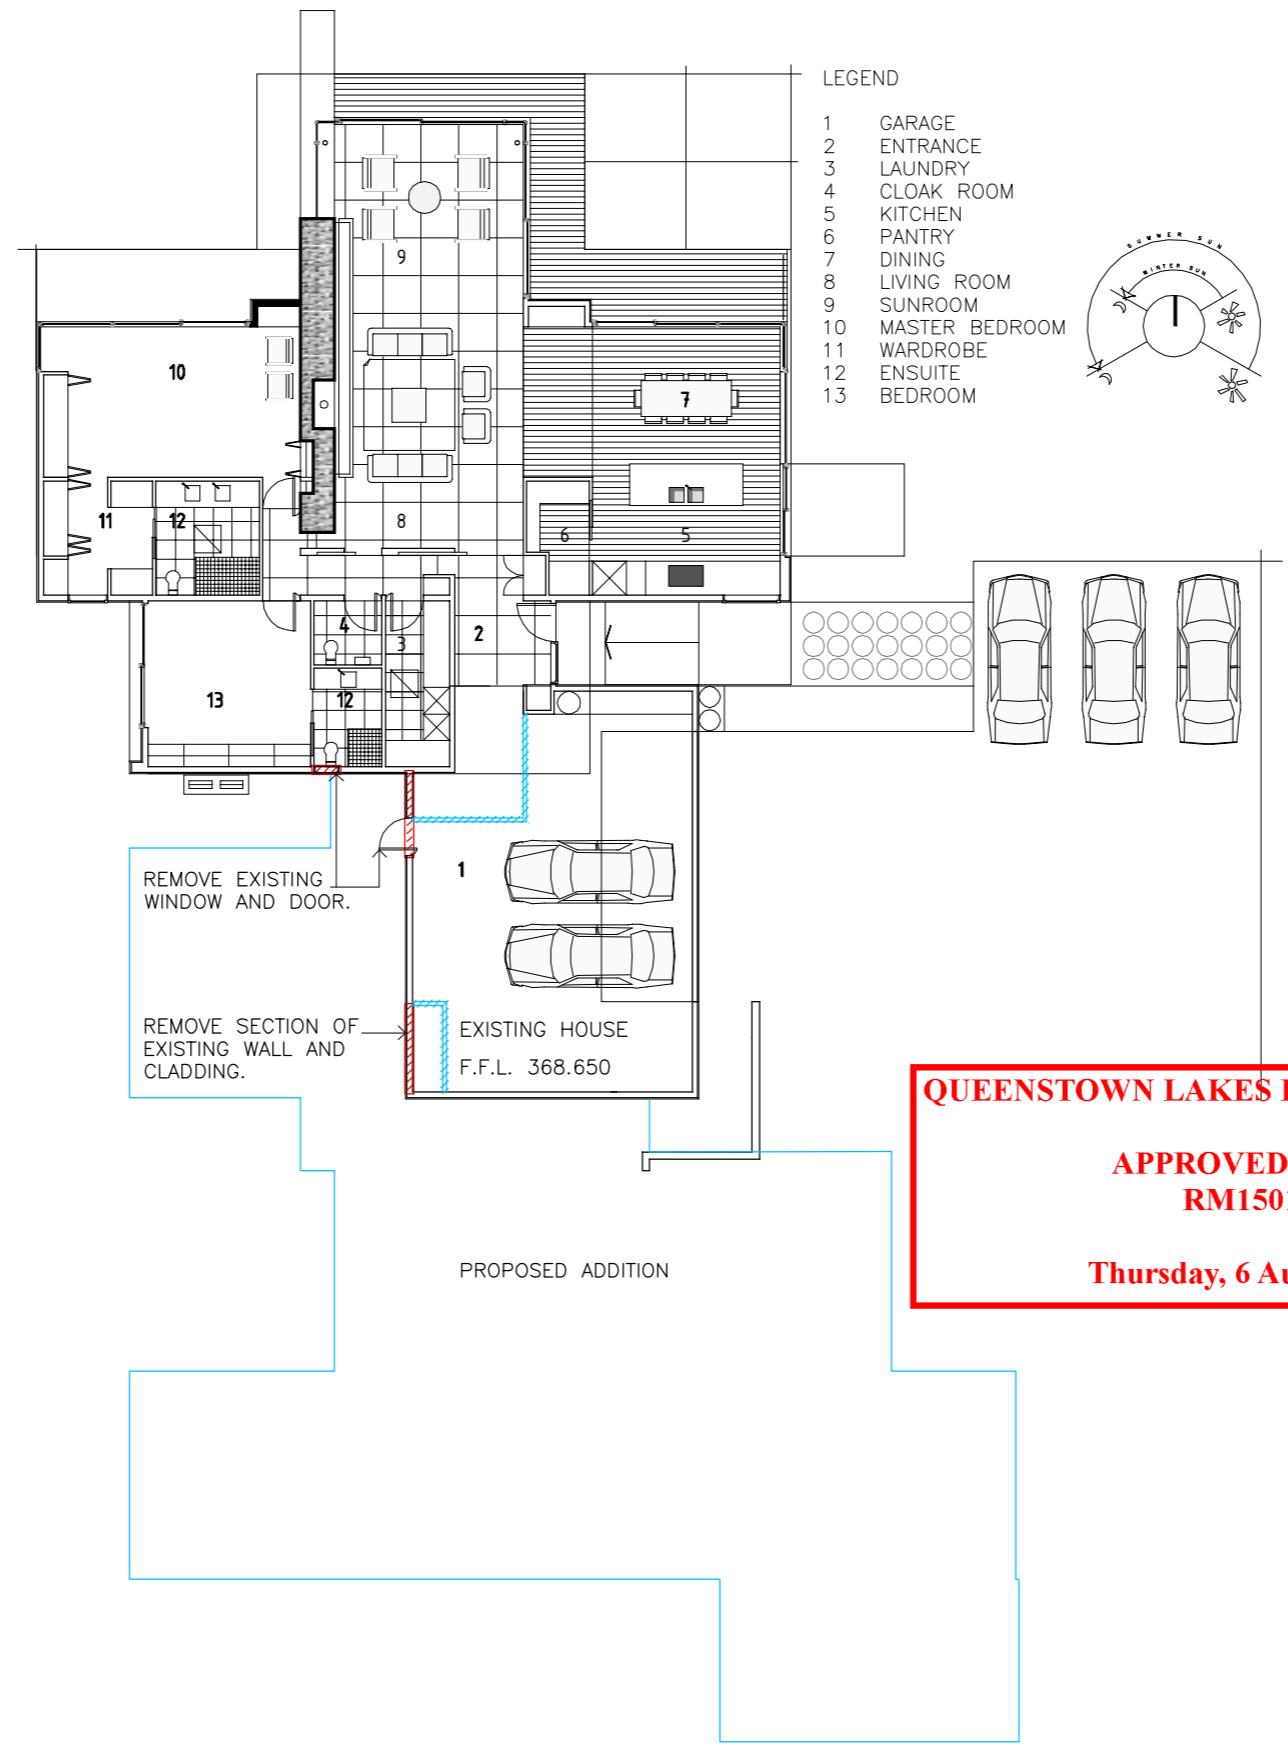 LEGEND
1 GARAGE
2 ENTRANCE
3 LAUNDRY
4 CLOAK ROOM
5 KITCHEN
6 PANTRY
7 DINING
8 LIVING ROOM
9 SUNROOM
10 MASTER BEDROOM
11 WARDROBE
12 ENSUITE
13 BEDROOM
SUMMER SUN
WINTER SUN
9
10
7
11
12
8
6
5
4
3
2
13
12
1
REMOVE EXISTING
WINDOW AND DOOR.
REMOVE SECTION OF
EXISTING WALL AND
CLADDING.
EXISTING HOUSE
F.F.L. 368.650
PROPOSED ADDITION
QUEENSTOWN LAKES
APPROVED
RM150
Thursday, 6 Au